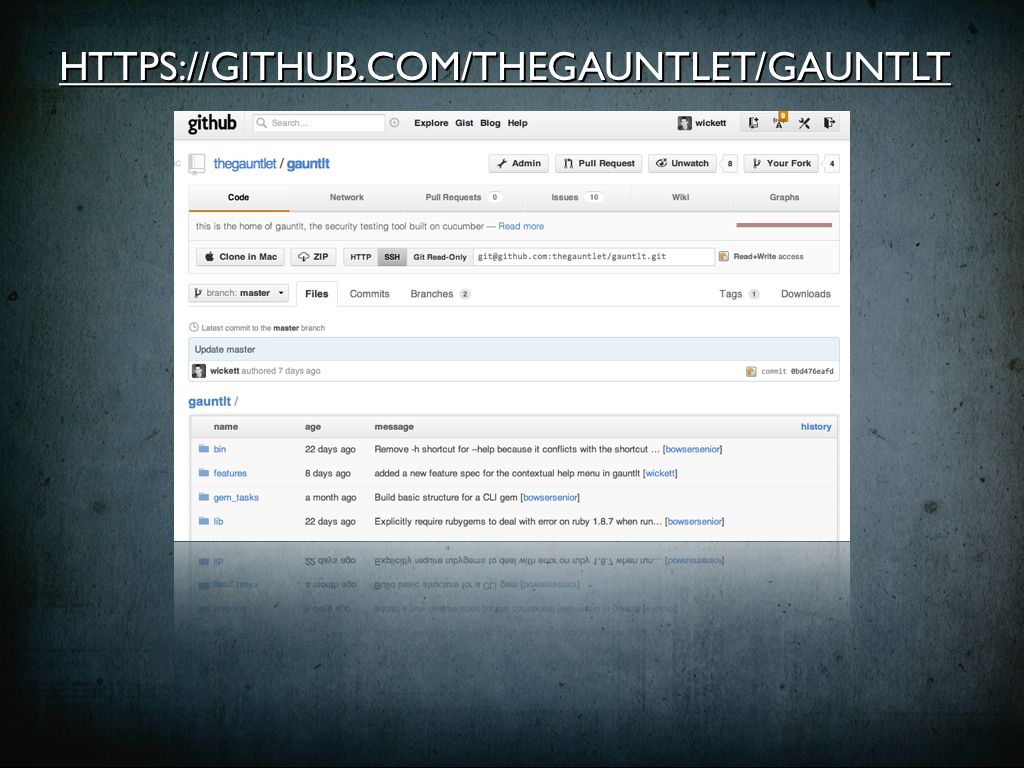 HTTPS://GITHUB.COM/THEGAUNTLET/GAUNTLT
github Search... Explore Gist Blog Help wickett 9
thegauntlet / gauntlt Admin Pull Request Unwatch 8 Your Fork 4
Code Network Pull Requests 0 Issues 10 Wiki Graphs
this is the home of gauntlt, the security testing tool built on cucumber — Read more
Clone in Mac ZIP HTTP SSH Git Read-Only git@github.com:thegauntlet/gauntlt.git Read+Write access
branch: master Files Commits Branches 2 Tags 1 Downloads
Latest commit to the master branch
Update master
wickett authored 7 days ago commit 0bd476eafd
gauntlt /
name age message history
bin 22 days ago Remove -h shortcut for --help because it conflicts with the shortcut ... [bowsersenior]
features 8 days ago added a new feature spec for the contextual help menu in gauntlt [wickett]
gem_tasks a month ago Build basic structure for a CLI gem [bowsersenior]
lib 22 days ago Explicitly require rubygems to deal with error on ruby 1.8.7 when run... [bowsersenior]